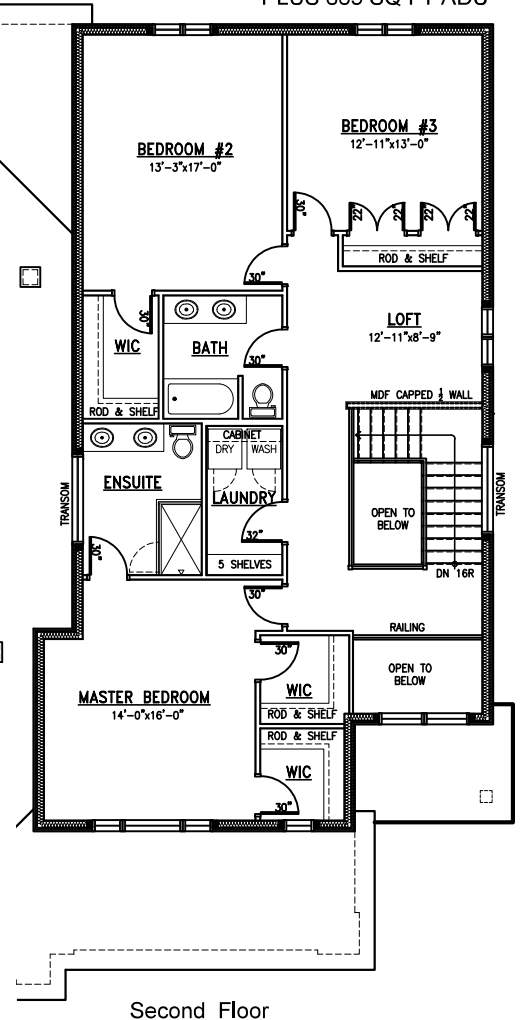 BEDROOM #2
13'-3"x17'-0"
BEDROOM #3
12'-11"x13'-0"
30"
22"
22"
22"
22"
ROD & SHELF
30"
30"
WIC
ROD & SHELF
BATH
30"
LOFT
12'-11"x8'-9"
MDF CAPPED ½ WALL
CABINET
DRY
WASH
LAUNDRY
32"
5 SHELVES
ENSUITE
TRANSOM
30"
OPEN TO
BELOW
TRANSOM
DN 16R
30"
RAILING
OPEN TO
BELOW
MASTER BEDROOM
14'-0"x16'-0"
30"
WIC
ROD & SHELF
ROD & SHELF
WIC
30"
Second Floor